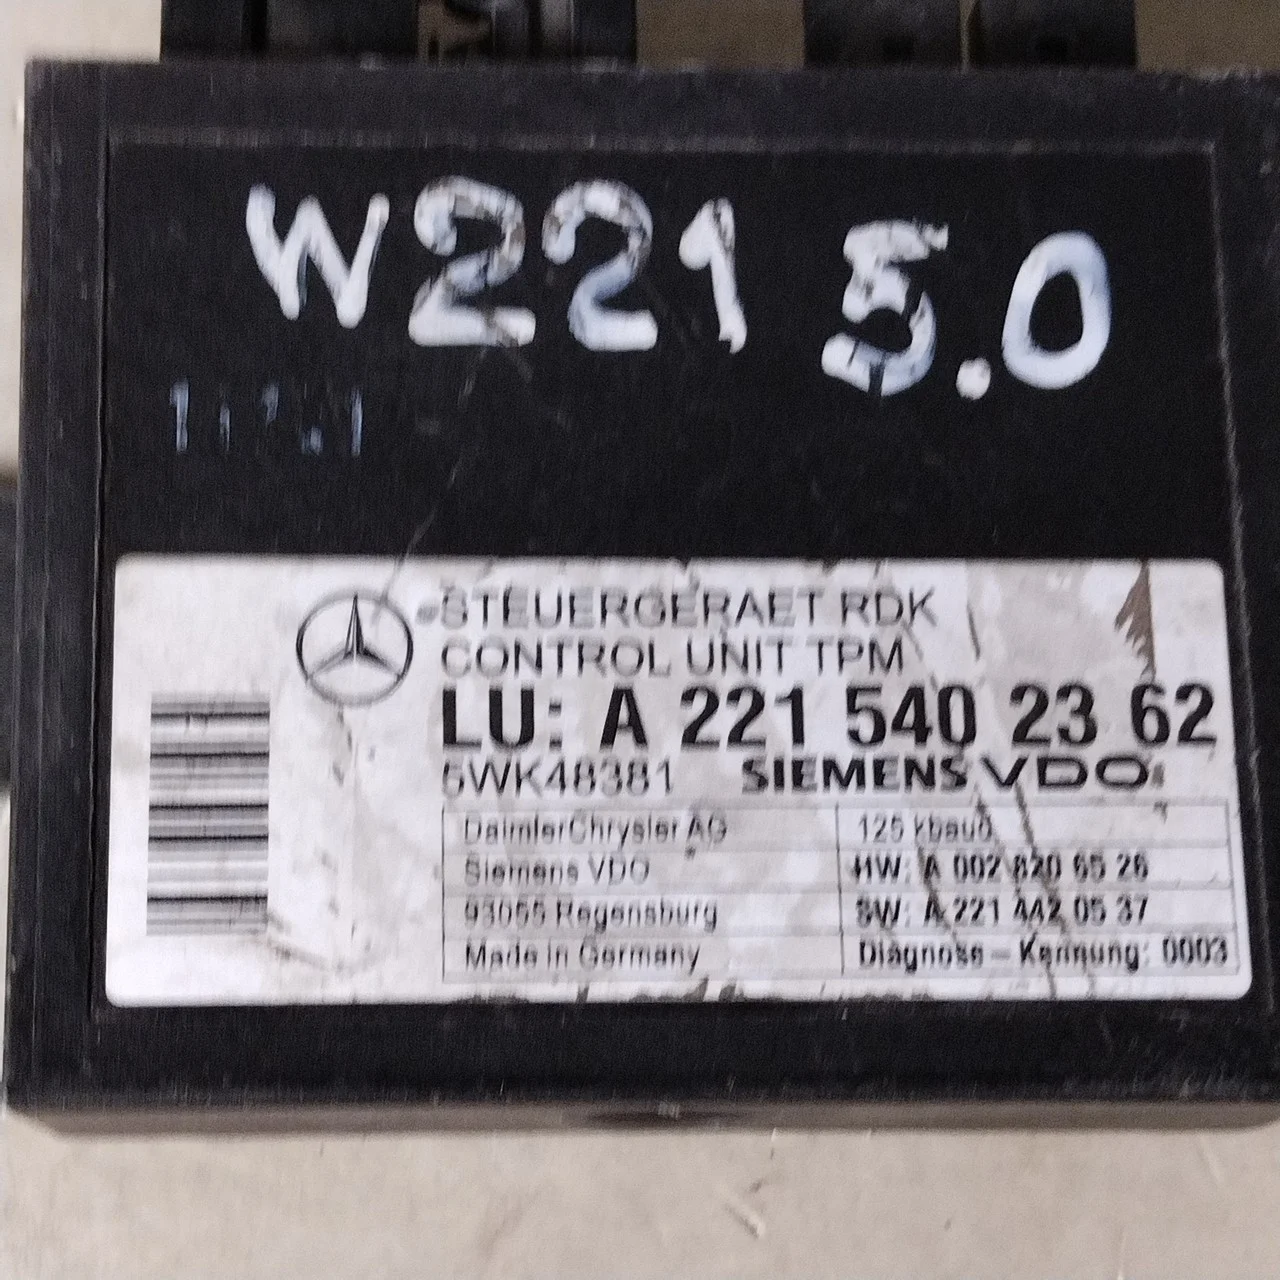 W221 5.0
STEUERGERAET RDK
CONTROL UNIT TPM
LU: A 221 540 23 62
5WK48381 SIEMENS VDO
DaimlerChrysler AG 125 kbaud
Siemens VDO HW: A 002 820 65 26
93055 Regensburg SW: A 221 442 05 37
Made in Germany Diagnose – Kennung: 0003